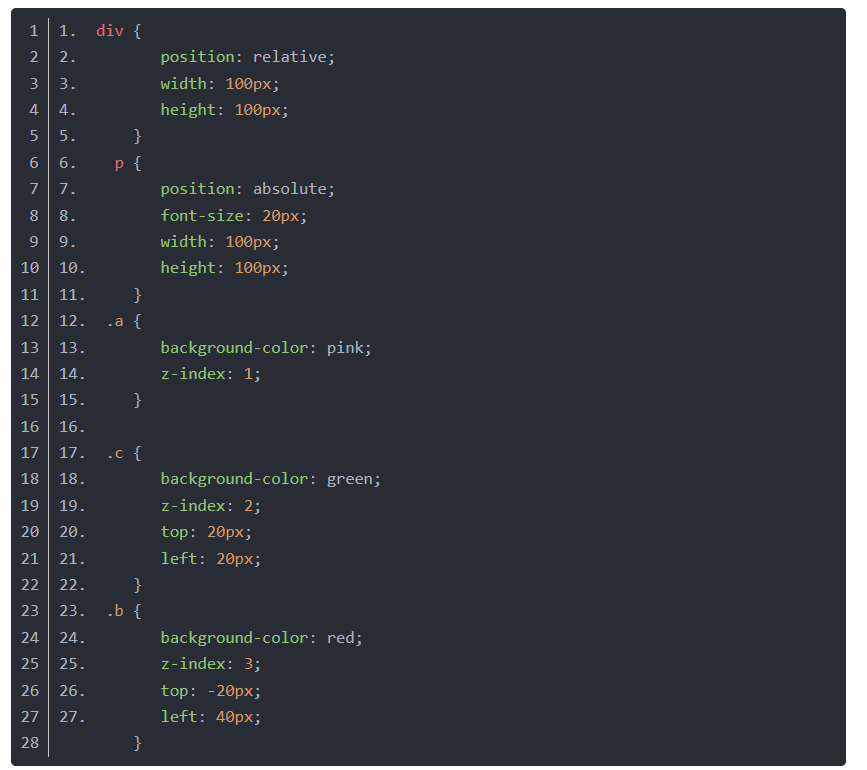 1 1. div {
2 2. position: relative;
3 3. width: 100px;
4 4. height: 100px;
5 5. }
6 6. p {
7 7. position: absolute;
8 8. font-size: 20px;
9 9. width: 100px;
10 10. height: 100px;
11 11. }
12 12. .a {
13 13. background-color: pink;
14 14. z-index: 1;
15 15. }
16 16.
17 17. .c {
18 18. background-color: green;
19 19. z-index: 2;
20 20. top: 20px;
21 21. left: 20px;
22 22. }
23 23. .b {
24 24. background-color: red;
25 25. z-index: 3;
26 26. top: -20px;
27 27. left: 40px;
28 }